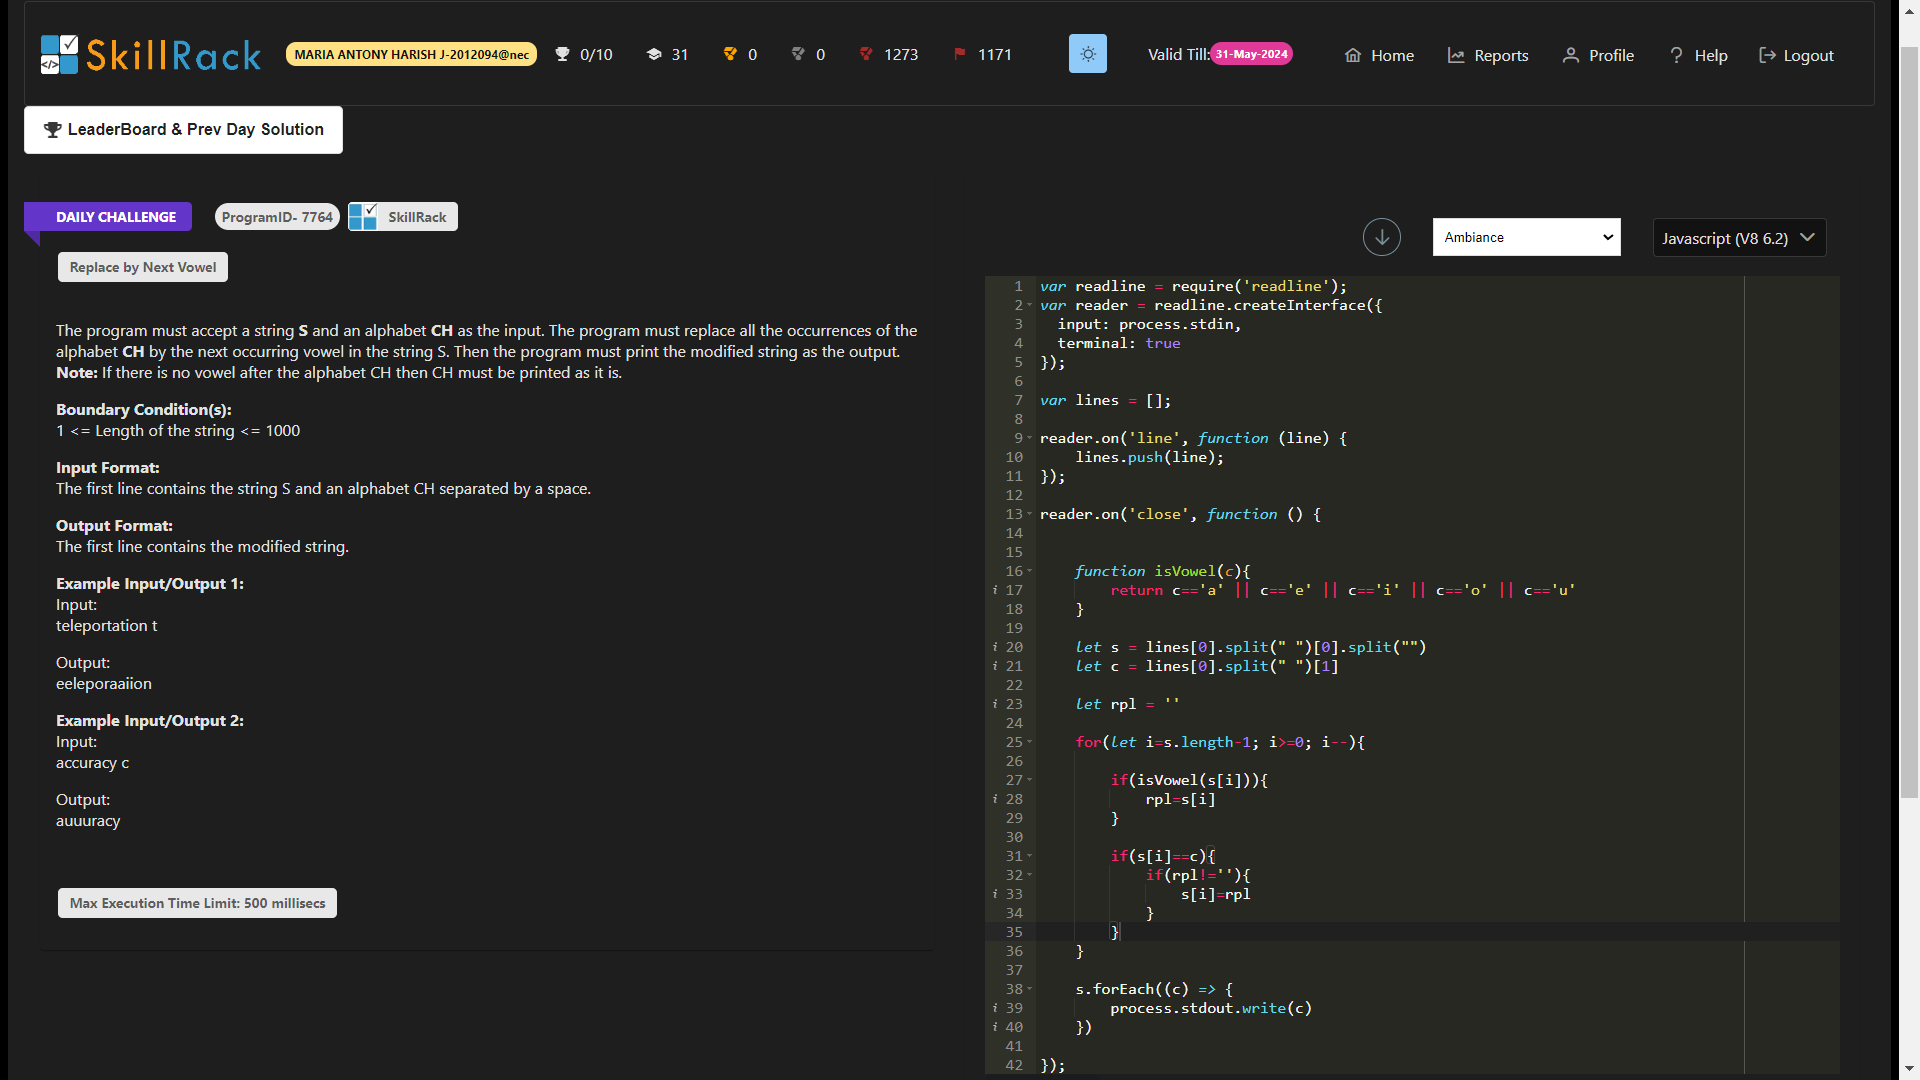 SkillRack
MARIA ANTONY HARISH J-2012094@nec
0/10
31
0
0
1273
1171
Valid Till: 31-May-2024
Home
Reports
Profile
Help
Logout
LeaderBoard & Prev Day Solution
DAILY CHALLENGE
ProgramID- 7764
SkillRack
Replace by Next Vowel
The program must accept a string S and an alphabet CH as the input. The program must replace all the occurrences of the
alphabet CH by the next occurring vowel in the string S. Then the program must print the modified string as the output.
Note: If there is no vowel after the alphabet CH then CH must be printed as it is.
Boundary Condition(s):
1 <= Length of the string <= 1000
Input Format:
The first line contains the string S and an alphabet CH separated by a space.
Output Format:
The first line contains the modified string.
Example Input/Output 1:
Input:
teleportation t
Output:
eeleporaaiion
Example Input/Output 2:
Input:
accuracy c
Output:
auuuracy
Max Execution Time Limit: 500 millisecs
Ambiance
Javascript (V8 6.2)
1 var readline = require('readline');
2 var reader = readline.createInterface({
3   input: process.stdin,
4   terminal: true
5 });
6
7 var lines = [];
8
9 reader.on('line', function (line) {
10     lines.push(line);
11 });
12
13 reader.on('close', function () {
14
15
16     function isVowel(c){
i 17         return c=='a' || c=='e' || c=='i' || c=='o' || c=='u'
18     }
19
i 20     let s = lines[0].split(" ")[0].split("")
i 21     let c = lines[0].split(" ")[1]
22
i 23     let rpl = ''
24
25     for(let i=s.length-1; i>=0; i--){
26
27         if(isVowel(s[i])){
i 28             rpl=s[i]
29         }
30
31         if(s[i]==c){
32             if(rpl!=''){
i 33                 s[i]=rpl
34             }
35         }
36     }
37
38     s.forEach((c) => {
i 39         process.stdout.write(c)
i 40     })
41
42 });